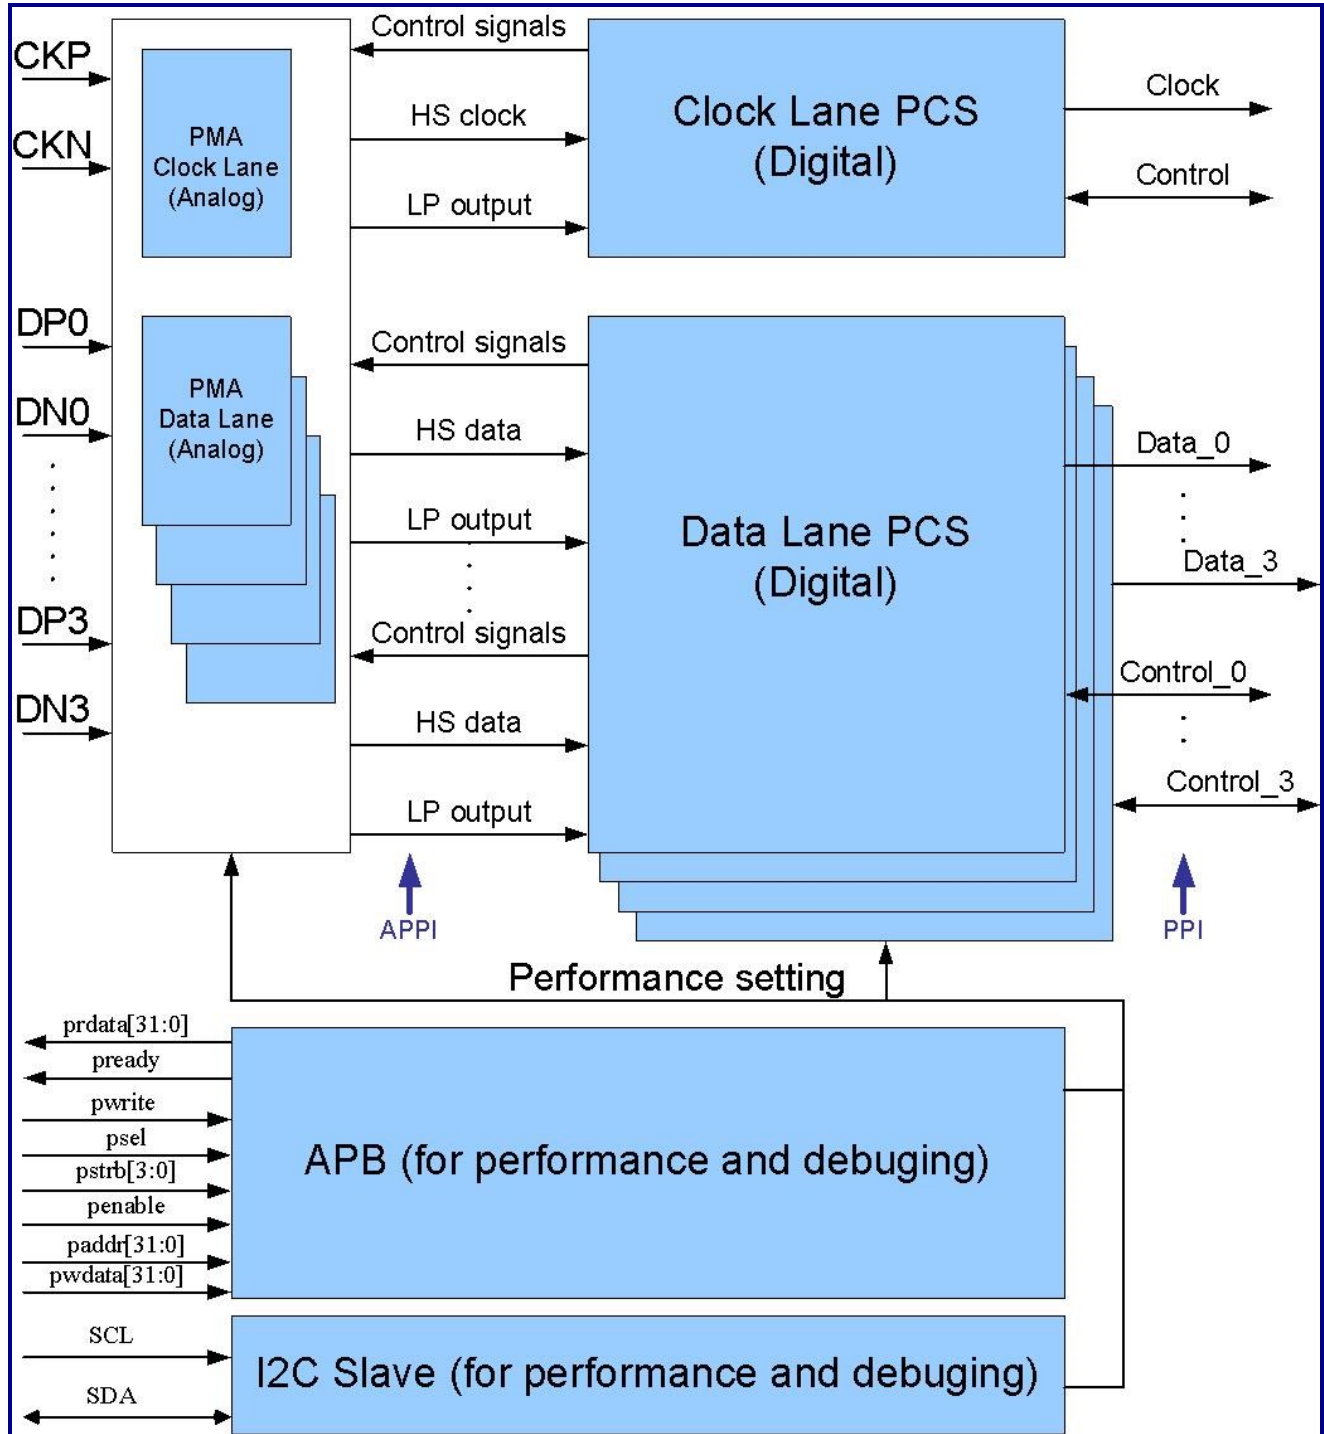 CKP
CKN
PMA
Clock Lane
(Analog)
Control signals
HS clock
LP output
Clock Lane PCS
(Digital)
Clock
Control
DP0
DN0
DP3
DN3
PMA
Data Lane
(Analog)
Control signals
HS data
LP output
Control signals
HS data
LP output
Data Lane PCS
(Digital)
Data_0
Data_3
Control_0
Control_3
APPI
PPI
Performance setting
prdata[31:0]
pready
pwrite
psel
pstrb[3:0]
penable
paddr[31:0]
pwdata[31:0]
APB (for performance and debuging)
SCL
SDA
I2C Slave (for performance and debuging)